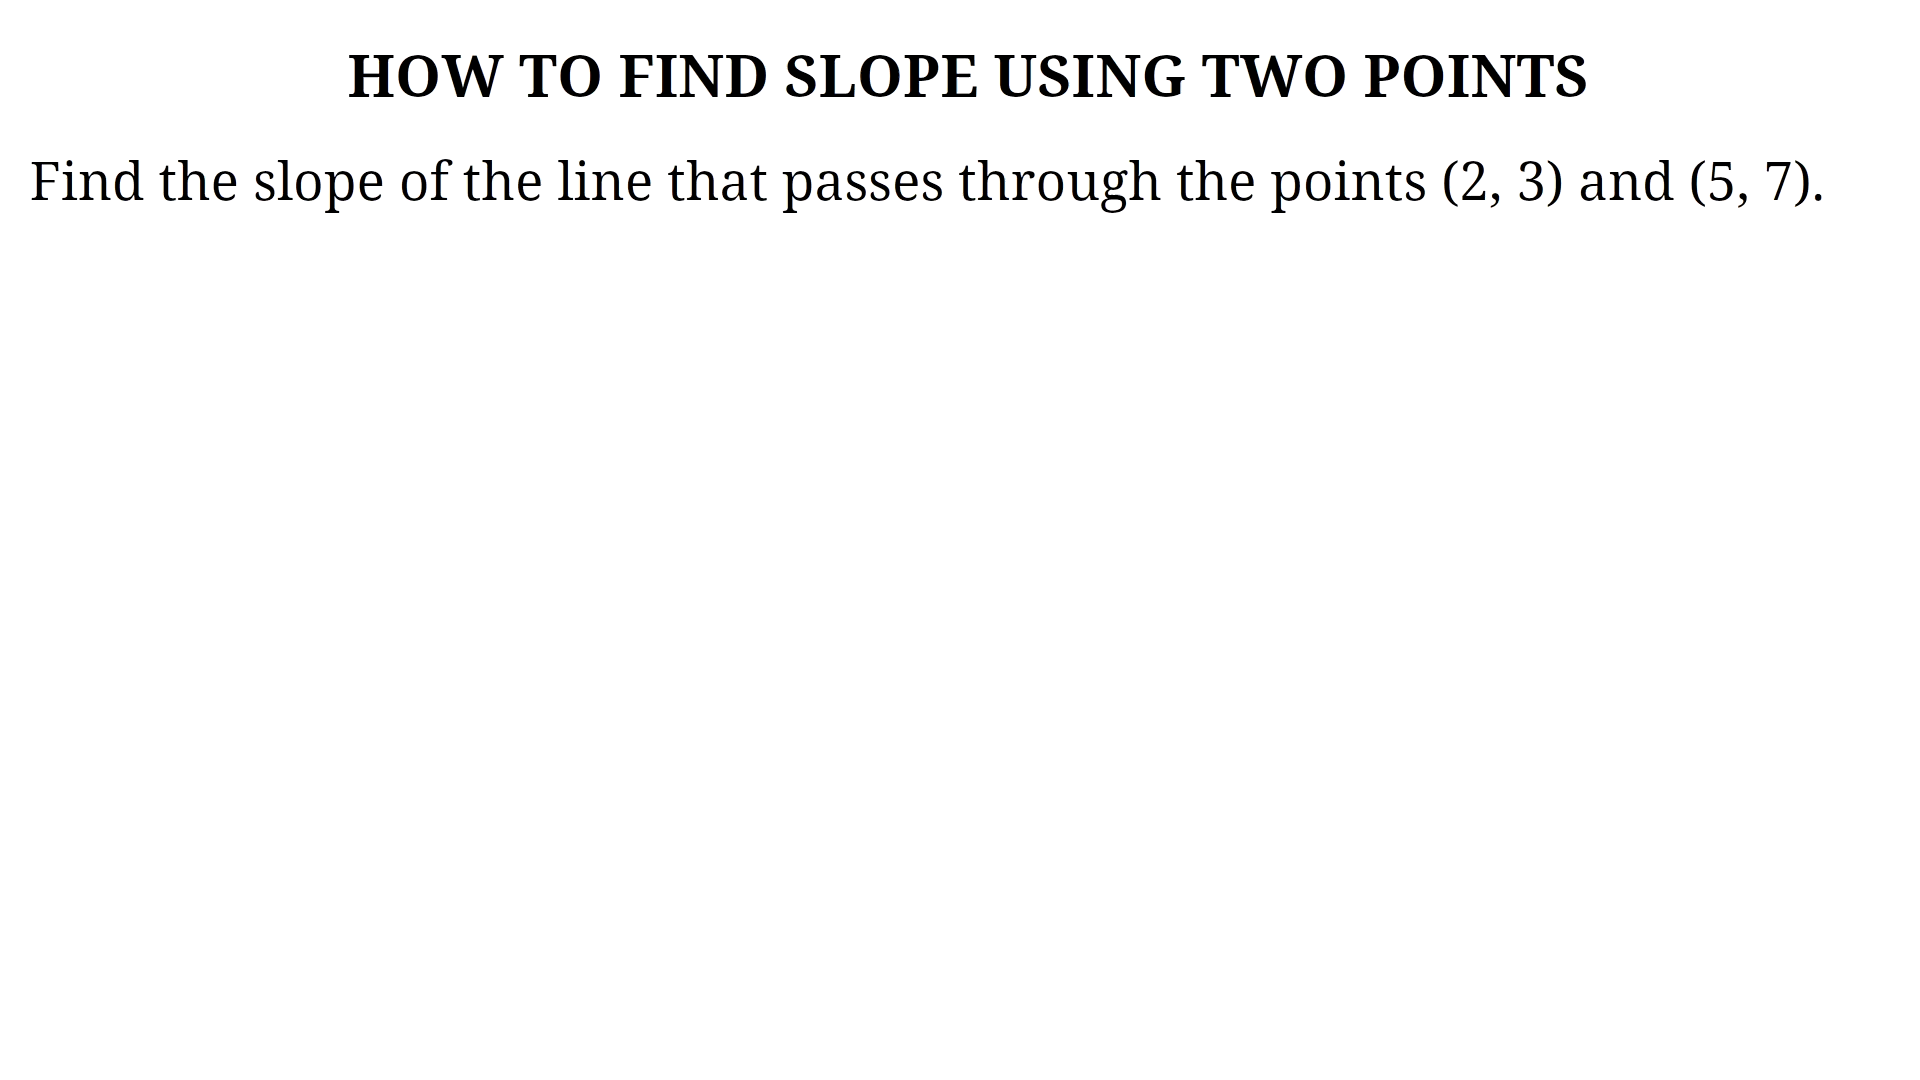 HOW TO FIND SLOPE USING TWO POINTS
Find the slope of the line that passes through the points (2, 3) and (5, 7).